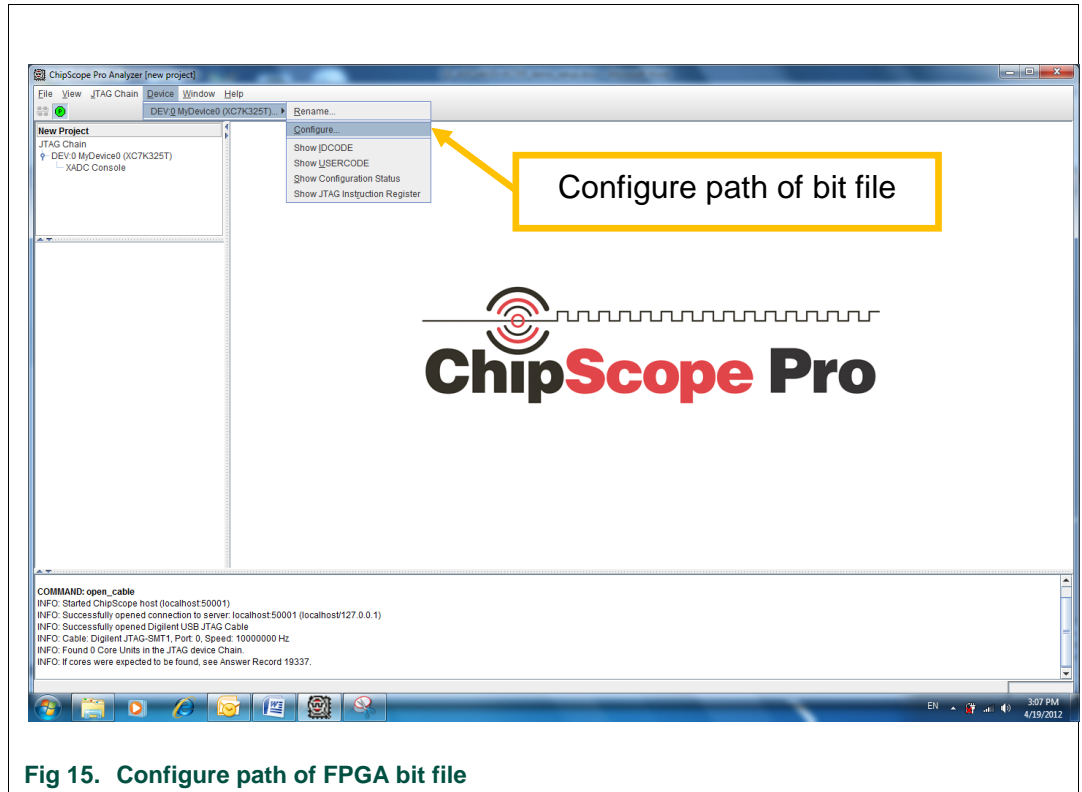 ChipScope Pro Analyzer [new project]
File View JTAG Chain Device Window Help
DEV:0 MyDevice0 (XC7K325T)...
Rename...
Configure...
Show IDCODE
Show USERCODE
Show Configuration Status
Show JTAG Instruction Register
New Project
JTAG Chain
DEV:0 MyDevice0 (XC7K325T)
XADC Console
Configure path of bit file
ChipScope Pro
COMMAND: open_cable
INFO: Started ChipScope host (localhost:50001)
INFO: Successfully opened connection to server: localhost:50001 (localhost/127.0.0.1)
INFO: Successfully opened Digilent USB JTAG Cable
INFO: Cable: Digilent JTAG-SMT1, Port: 0, Speed: 10000000 Hz
INFO: Found 0 Core Units in the JTAG device Chain.
INFO: If cores were expected to be found, see Answer Record 19337.
EN
3:07 PM
4/19/2012
Fig 15. Configure path of FPGA bit file